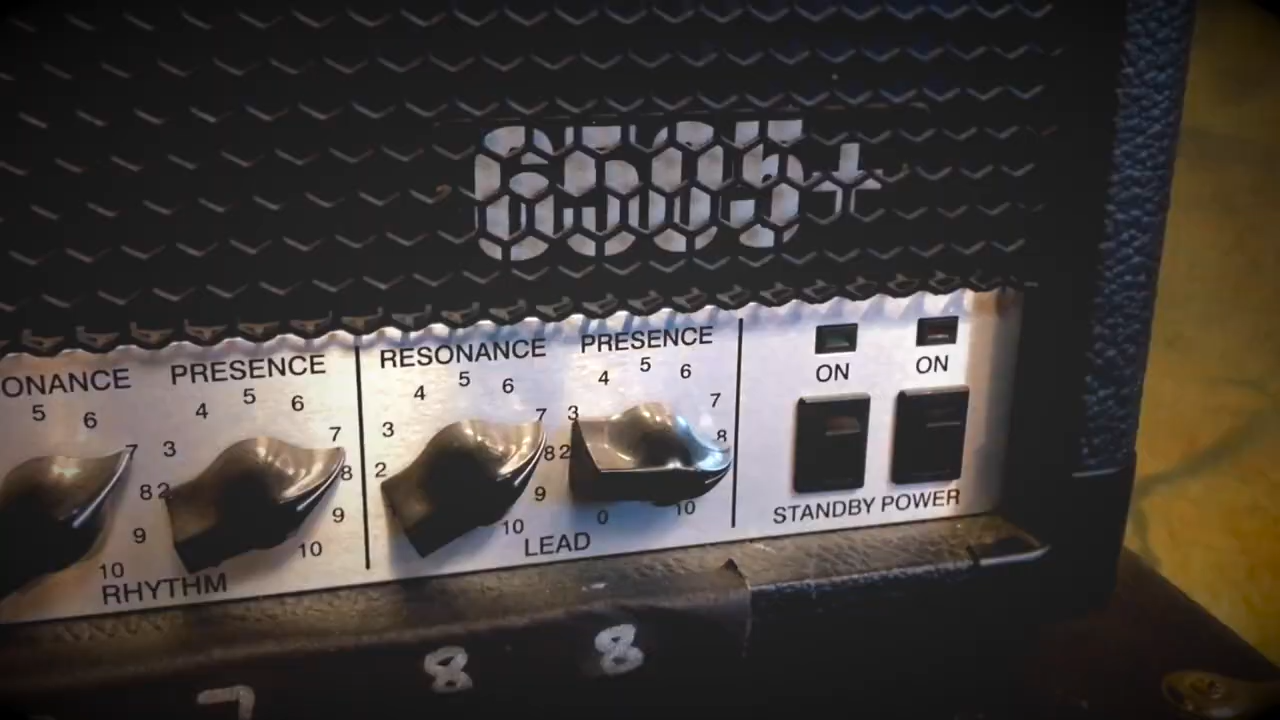 6505+
ONANCE PRESENCE RESONANCE PRESENCE
5 6 7 8 9 10
2 3 4 5 6 7 8 9 10
2 3 4 5 6 7 8 9 10
0 2 3 4 5 6 7 8 10
ON ON
RHYTHM LEAD STANDBY POWER
7 8 8